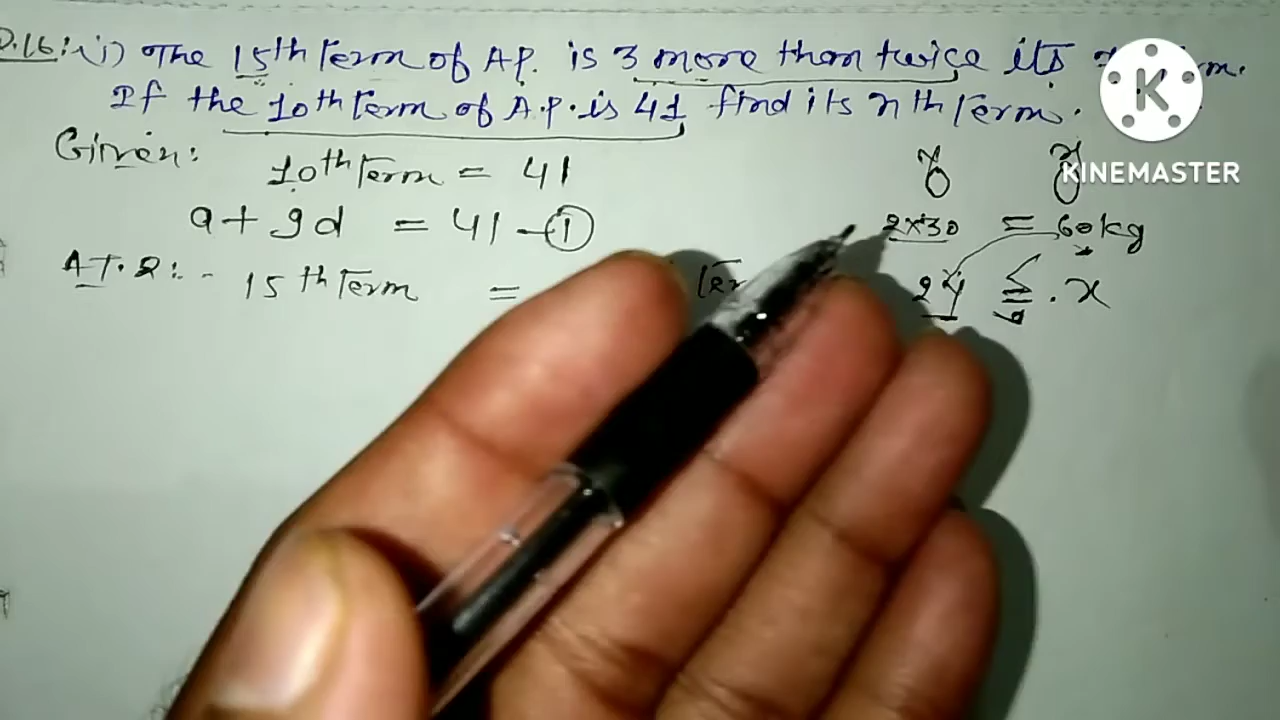 Q.16:-(i) The 15th Term of A.P. is 3 more than twice its
If the 10th Term of A.P. is 41 find its nth Term.
Given:
10th Term = 41
a + 9d = 41 - ①
A.T.Q:- 15th Term =
2×30 = 60kg
2y = . x
K
KINEMASTER